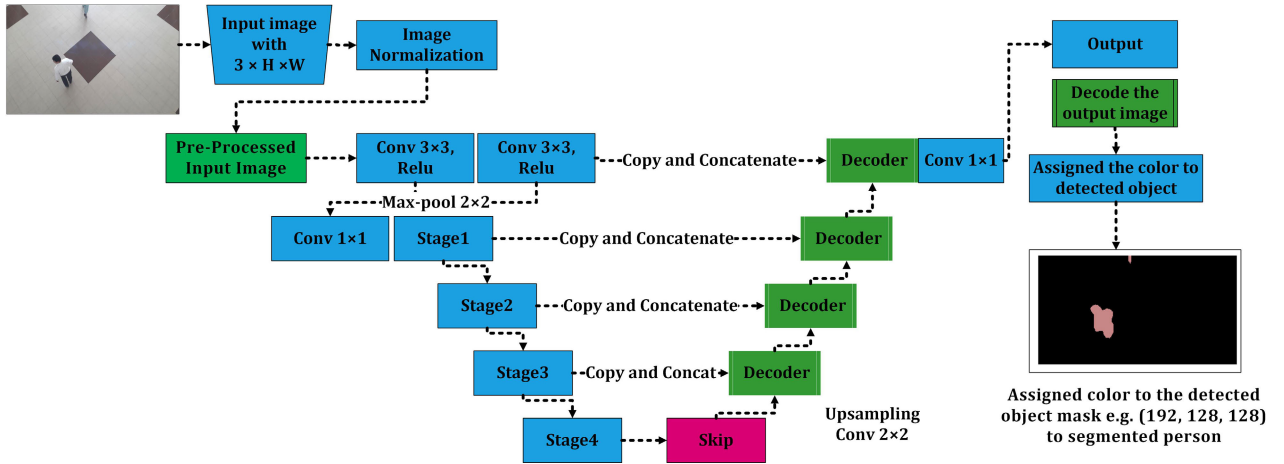 Input image
with
3 × H ×W
Image
Normalization
Output
Decode the
output image
Pre-Processed
Input Image
Conv 3×3,
Relu
Conv 3×3,
Relu
Copy and Concatenate
Decoder
Conv 1×1
Assigned the color to
detected object
Max-pool 2×2
Conv 1×1
Stage1
Copy and Concatenate
Decoder
Stage2
Copy and Concatenate
Decoder
Stage3
Copy and Concat
Decoder
Stage4
Skip
Upsampling
Conv 2×2
Assigned color to the detected
object mask e.g. (192, 128, 128)
to segmented person